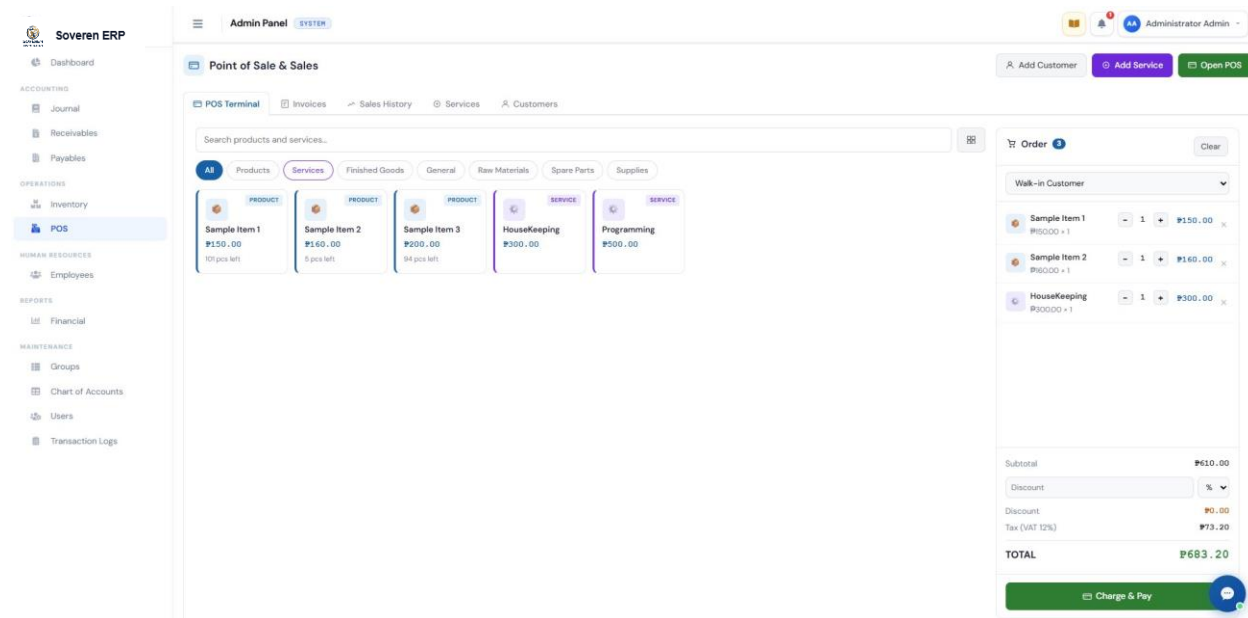 Soveren ERP
Dashboard
ACCOUNTING
Journal
Receivables
Payables
OPERATIONS
Inventory
POS
HUMAN RESOURCES
Employees
REPORTS
Financial
MAINTENANCE
Groups
Chart of Accounts
Users
Transaction Logs
Admin Panel SYSTEM
AA Administrator Admin
Point of Sale & Sales
Add Customer Add Service Open POS
POS Terminal Invoices Sales History Services Customers
Search products and services...
All Products Services Finished Goods General Raw Materials Spare Parts Supplies
PRODUCT
Sample Item 1
₱150.00
101 pcs left
PRODUCT
Sample Item 2
₱160.00
5 pcs left
PRODUCT
Sample Item 3
₱200.00
94 pcs left
SERVICE
HouseKeeping
₱300.00
SERVICE
Programming
₱500.00
Order 3 Clear
Walk-in Customer
Sample Item 1 - 1 + ₱150.00 ×
₱150.00 × 1
Sample Item 2 - 1 + ₱160.00 ×
₱160.00 × 1
HouseKeeping - 1 + ₱300.00 ×
₱300.00 × 1
Subtotal ₱610.00
Discount %
Discount ₱0.00
Tax (VAT 12%) ₱73.20
TOTAL ₱683.20
Charge & Pay